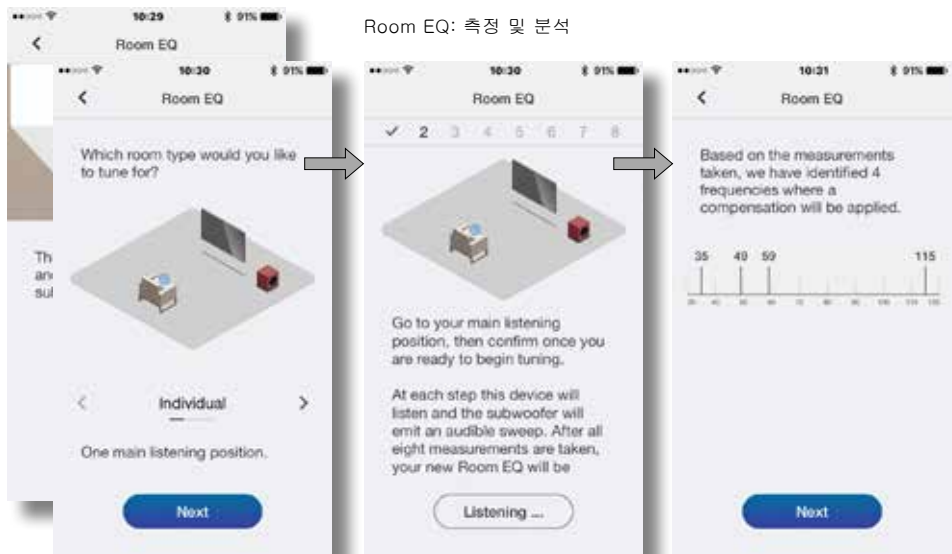 Room EQ: 측정 및 분석
10:29
91%
Room EQ
Th
an
sul
10:30
91%
Room EQ
Which room type would you like
to tune for?
Individual
One main listening position.
Next
10:30
91%
Room EQ
2 3 4 5 6 7 8
Go to your main listening
position, then confirm once you
are ready to begin tuning.
At each step this device will
listen and the subwoofer will
emit an audible sweep. After all
eight measurements are taken,
your new Room EQ will be
Listening ...
10:31
91%
Room EQ
Based on the measurements
taken, we have identified 4
frequencies where a
compensation will be applied.
35 49 59 115
Next